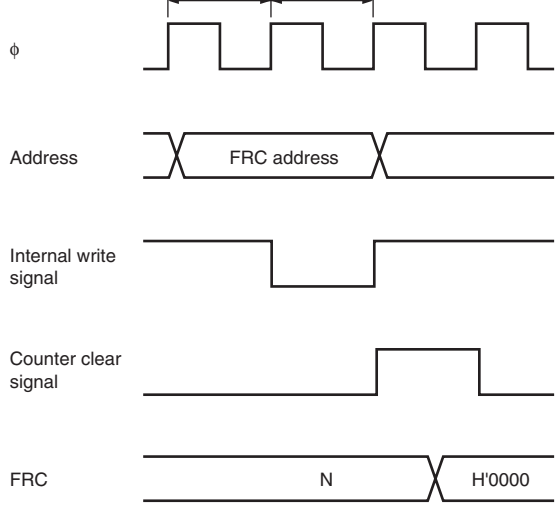 ϕ
Address
FRC address
Internal write
signal
Counter clear
signal
FRC
N
H'0000